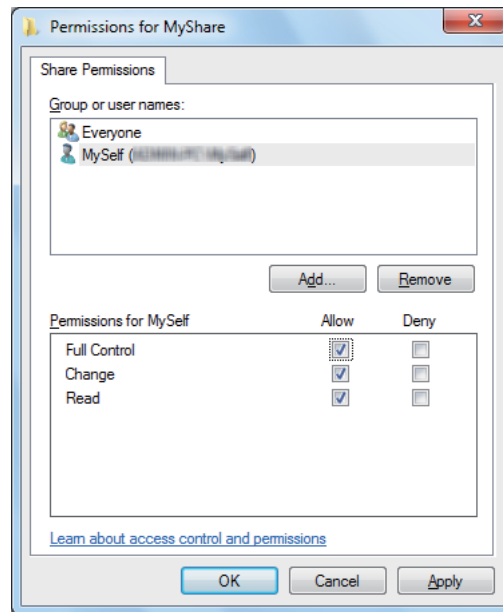 Permissions for MyShare
Share Permissions
Group or user names:
Everyone
MySelf (
Add... Remove
Permissions for MySelf Allow Deny
Full Control
Change
Read
Learn about access control and permissions
OK Cancel Apply